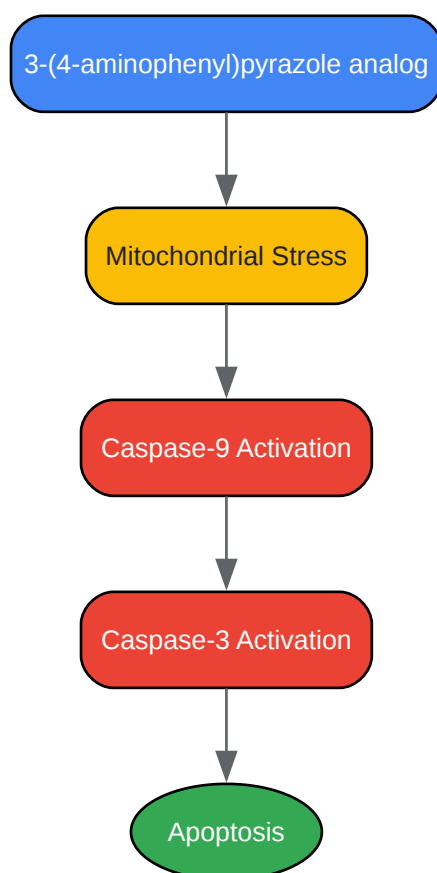 3-(4-aminophenyl)pyrazole analog
Mitochondrial Stress
Caspase-9 Activation
Caspase-3 Activation
Apoptosis